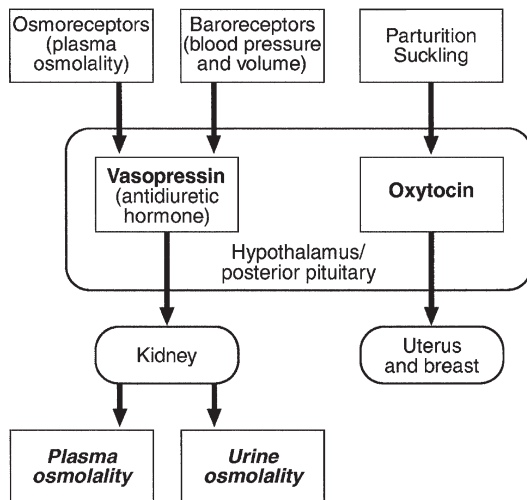 Osmoreceptors
(plasma
osmolality)
Baroreceptors
(blood pressure
and volume)
Parturition
Suckling
Vasopressin
(antidiuretic
hormone)
Oxytocin
Hypothalamus/
posterior pituitary
Kidney
Uterus
and breast
Plasma
osmolality
Urine
osmolality